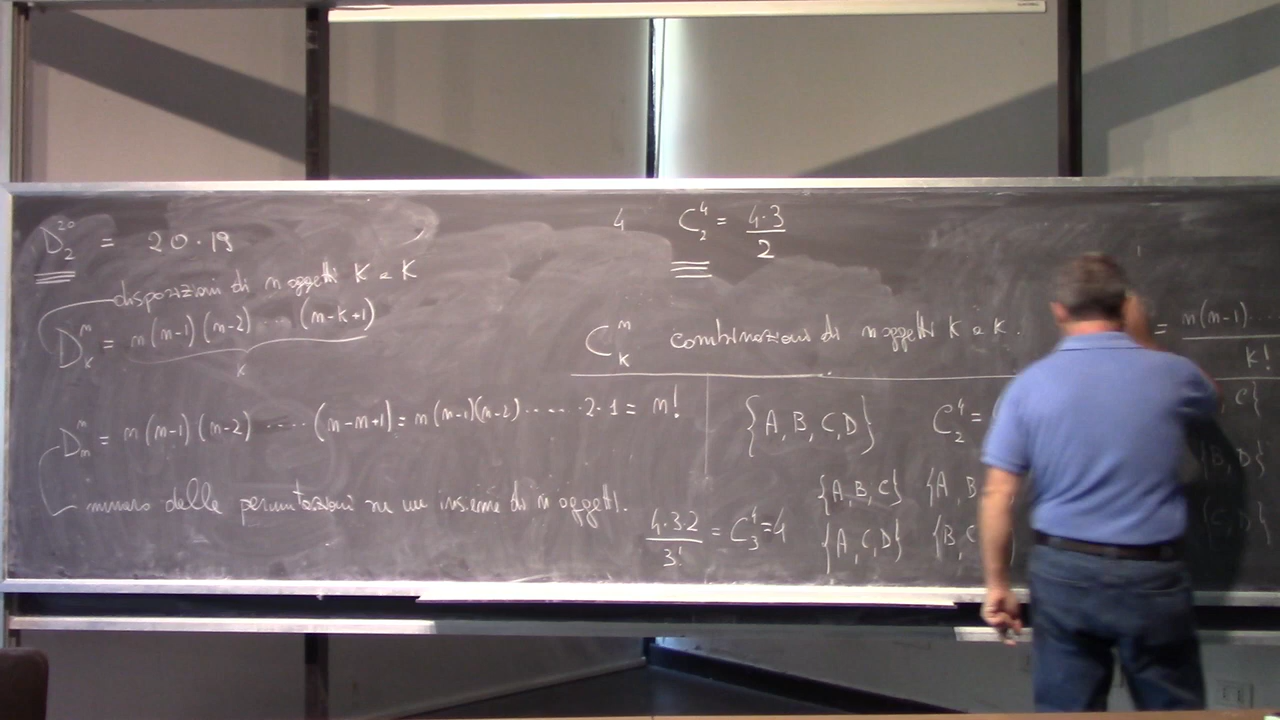 D₂²⁰ = 20·19
disposizioni di n oggetti K a K
Dₖⁿ = n(n-1)(n-2) .... (n-k+1)
K
Dₙⁿ = n(n-1)(n-2) ..... (n-n+1) = n(n-1)(n-2)......2·1 = n!
numero delle permutazioni su un insieme di n oggetti.
4 C₂⁴ = 4·3 / 2
Cₖⁿ combinazioni di n oggetti K a K. = n(n-1).... / K!
{A, B, C, D} C₂⁴ =
{A, B, C} {A, B
4·3·2 / 3! = C₃⁴ = 4 {A, C, D} {B, C
, C}
{B, D}
{C, D}